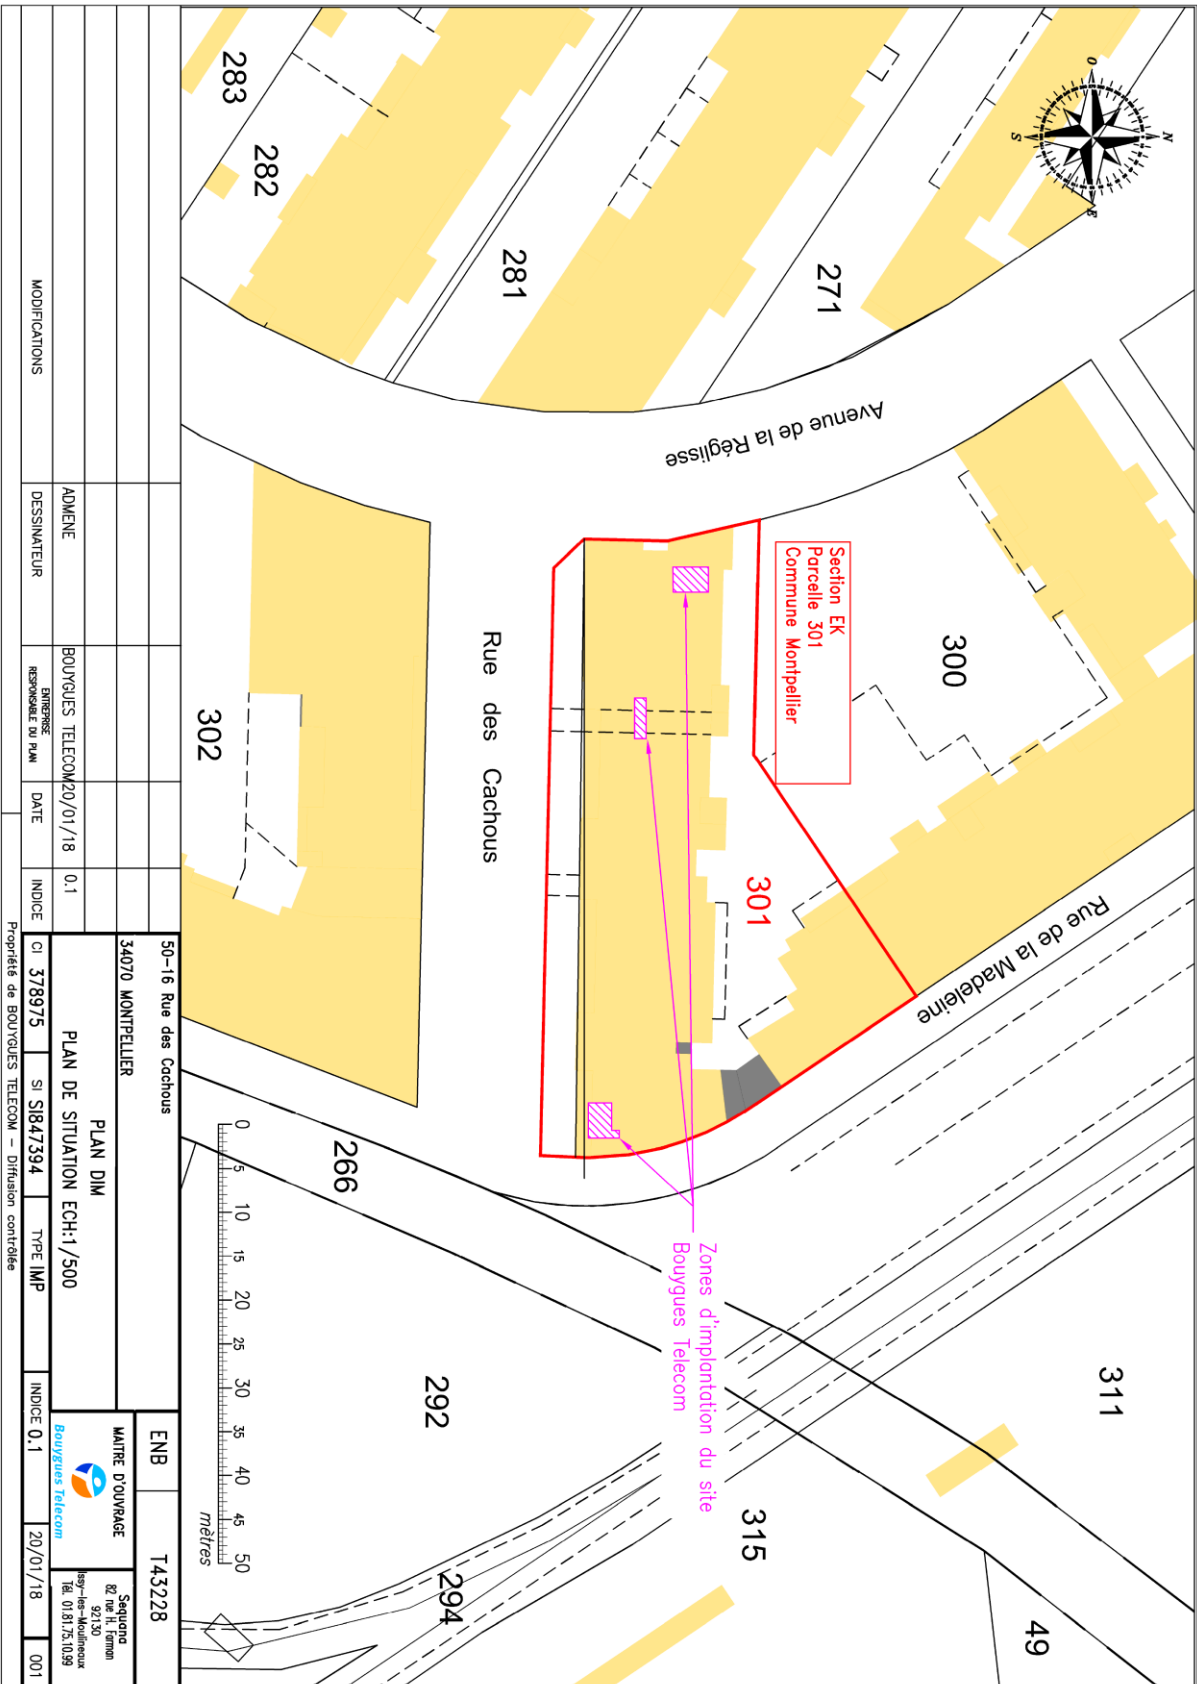 283
282
281
271
O
N
S
E
Avenue de la Réglisse
Section EK
Parcelle 301
Commune Montpellier
300
301
302
Rue des Cachous
Rue de la Madeleine
Zones d'implantation du site
Bouygues Telecom
266
292
294
311
315
49
0 5 10 15 20 25 30 35 40 45 50
mètres
50-16 Rue des Cachous
34070 MONTPELLIER
ENB
T43228
PLAN DIM
PLAN DE SITUATION ECH:1/500
MAITRE D'OUVRAGE
Bouygues Telecom
Sequana
82 rue H. Farman
92130
Issy-les-Moulineaux
Tél. 01.81.75.10.99
ADMENE
BOUYGUES TELECOM
20/01/18
0.1
MODIFICATIONS
DESSINATEUR
ENTREPRISE
RESPONSABLE DU PLAN
DATE
INDICE
CI 378975
SI SI847394
TYPE IMP
INDICE 0.1
20/01/18
001
Propriété de BOUYGUES TELECOM – Diffusion contrôlée